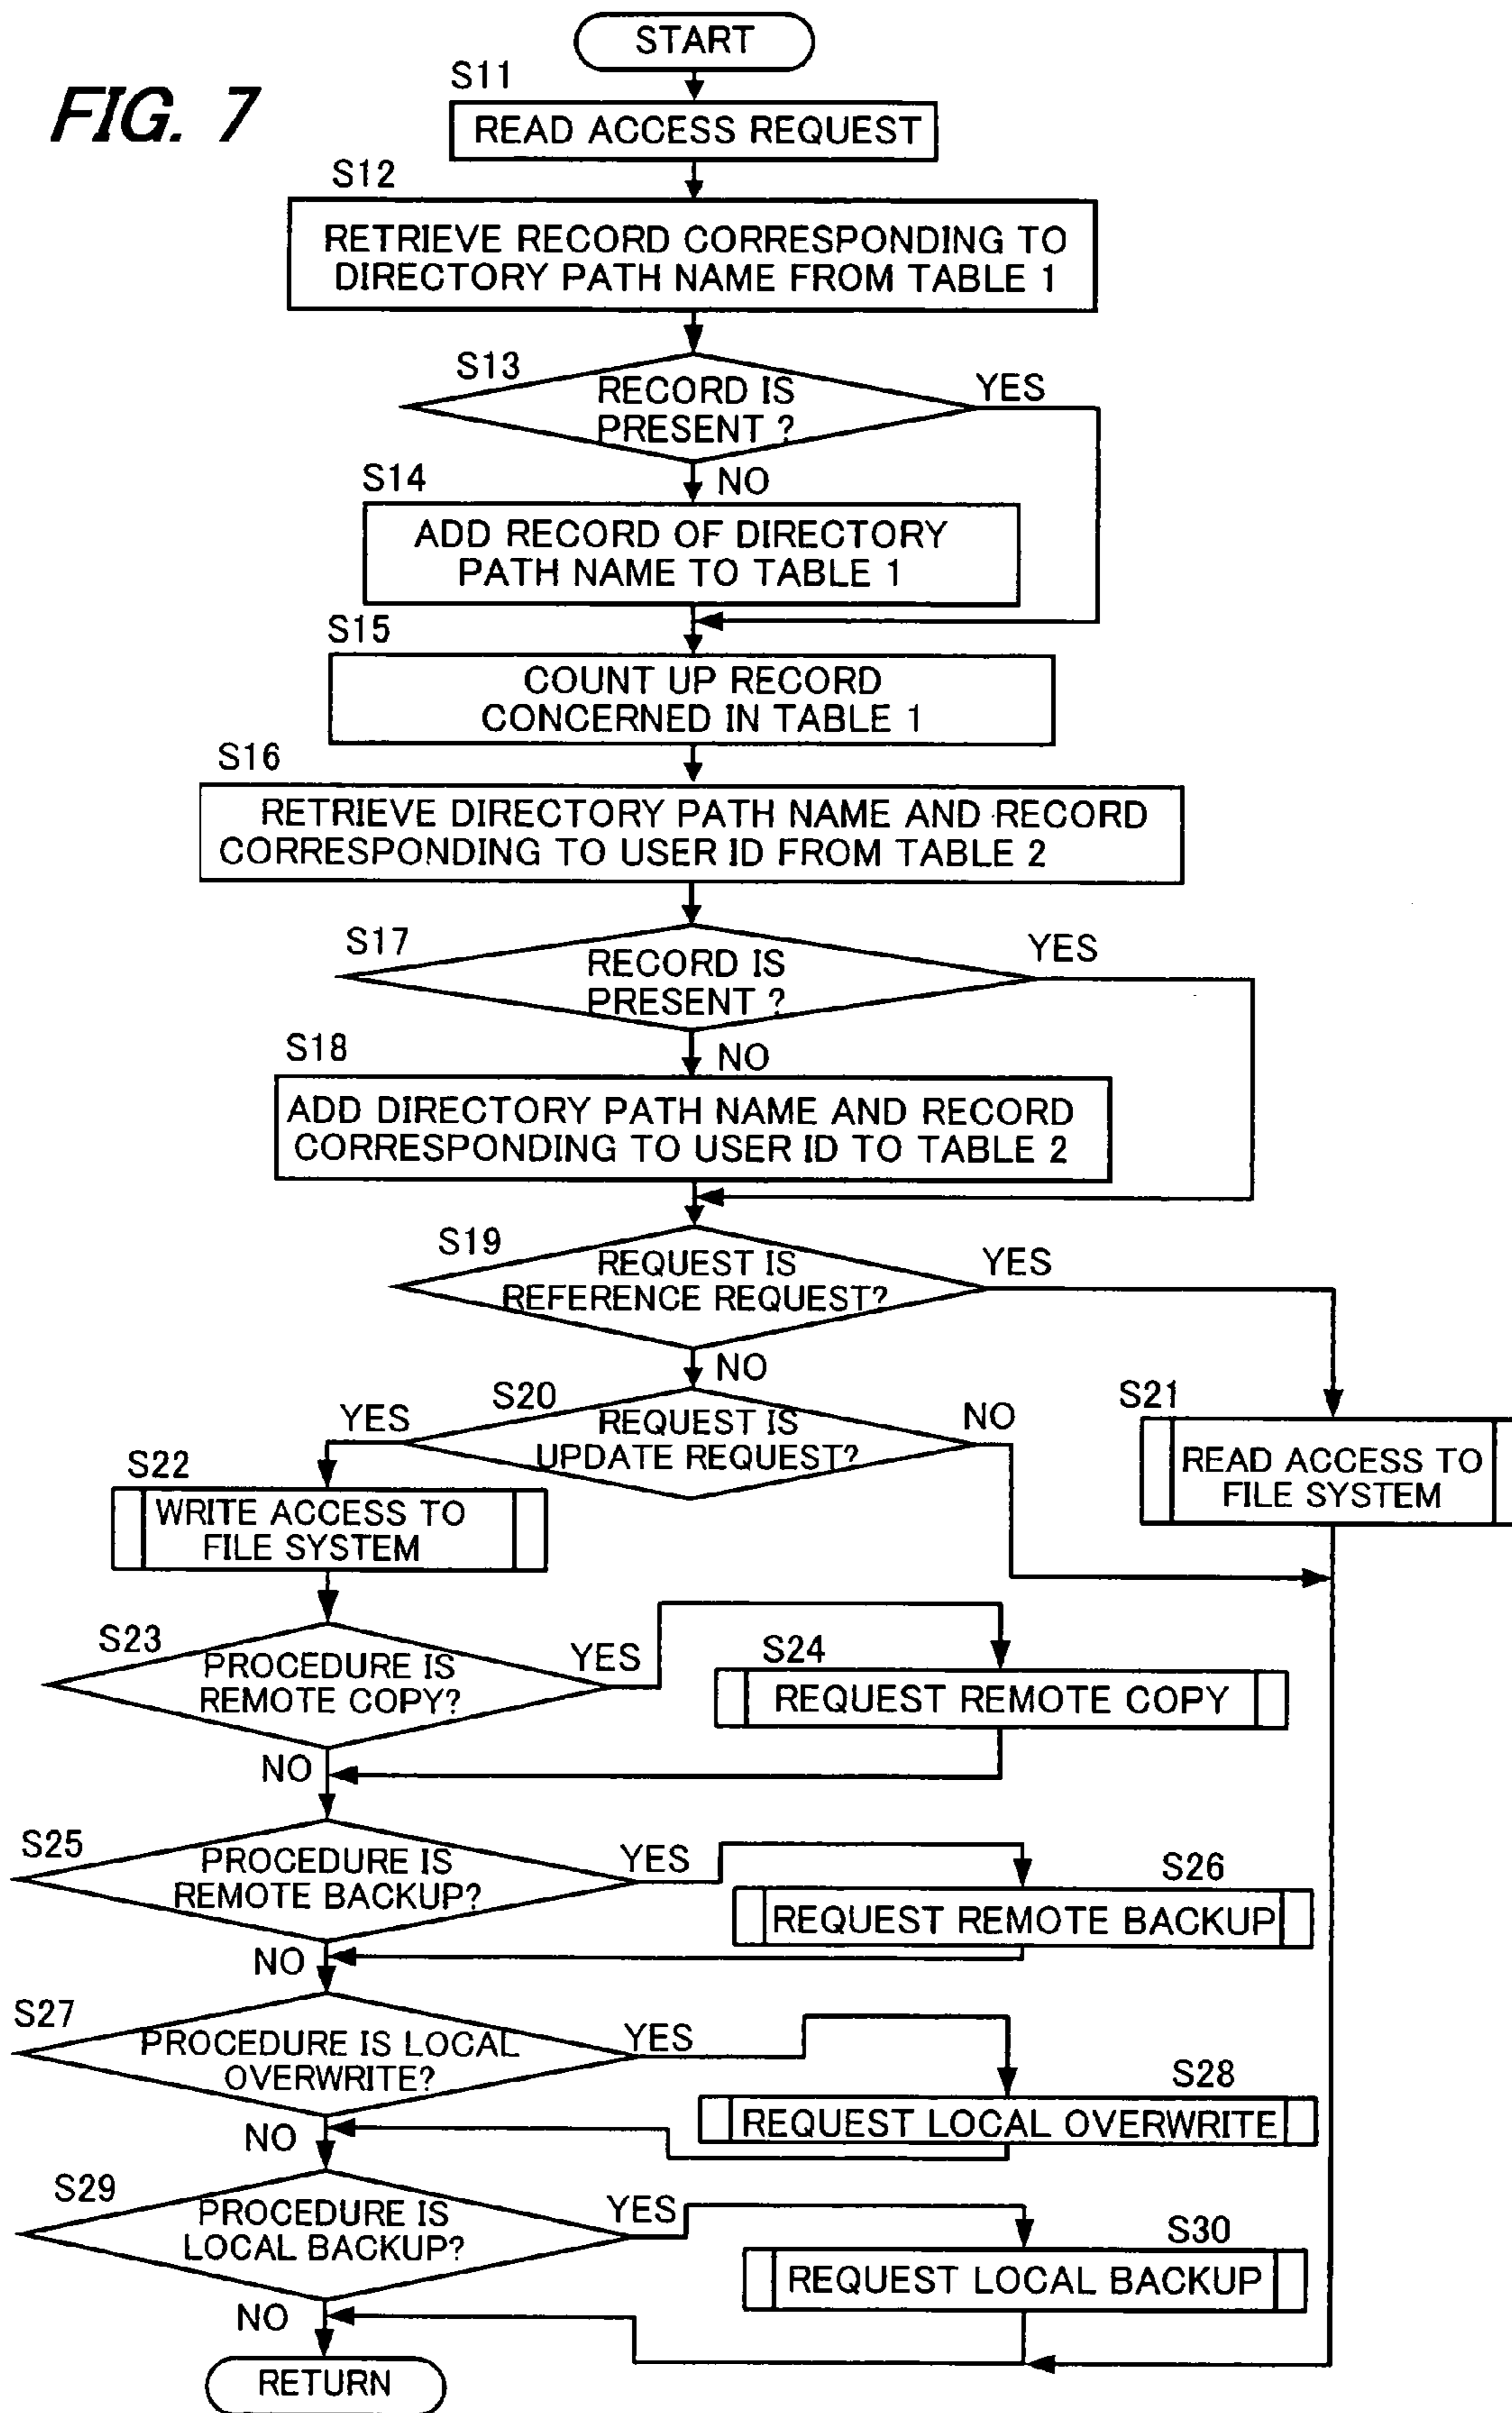 FIG. 7
START
S11
READ ACCESS REQUEST
S12
RETRIEVE RECORD CORRESPONDING TO
DIRECTORY PATH NAME FROM TABLE 1
S13
RECORD IS
PRESENT ?
YES
NO
S14
ADD RECORD OF DIRECTORY
PATH NAME TO TABLE 1
S15
COUNT UP RECORD
CONCERNED IN TABLE 1
S16
RETRIEVE DIRECTORY PATH NAME AND RECORD
CORRESPONDING TO USER ID FROM TABLE 2
S17
RECORD IS
PRESENT ?
YES
NO
S18
ADD DIRECTORY PATH NAME AND RECORD
CORRESPONDING TO USER ID TO TABLE 2
S19
REQUEST IS
REFERENCE REQUEST?
YES
NO
S20
REQUEST IS
UPDATE REQUEST?
YES
NO
S21
READ ACCESS TO
FILE SYSTEM
S22
WRITE ACCESS TO
FILE SYSTEM
S23
PROCEDURE IS
REMOTE COPY?
YES
S24
REQUEST REMOTE COPY
NO
S25
PROCEDURE IS
REMOTE BACKUP?
YES
S26
REQUEST REMOTE BACKUP
NO
S27
PROCEDURE IS LOCAL
OVERWRITE?
YES
S28
REQUEST LOCAL OVERWRITE
NO
S29
PROCEDURE IS
LOCAL BACKUP?
YES
S30
REQUEST LOCAL BACKUP
NO
RETURN